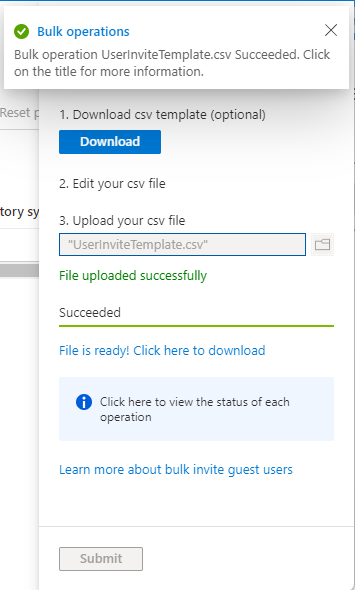 Bulk operations
Bulk operation UserInviteTemplate.csv Succeeded. Click
on the title for more information.
Reset p
1. Download csv template (optional)
Download
2. Edit your csv file
tory sy
3. Upload your csv file
"UserInviteTemplate.csv"
File uploaded successfully
Succeeded
File is ready! Click here to download
Click here to view the status of each
operation
Learn more about bulk invite guest users
Submit